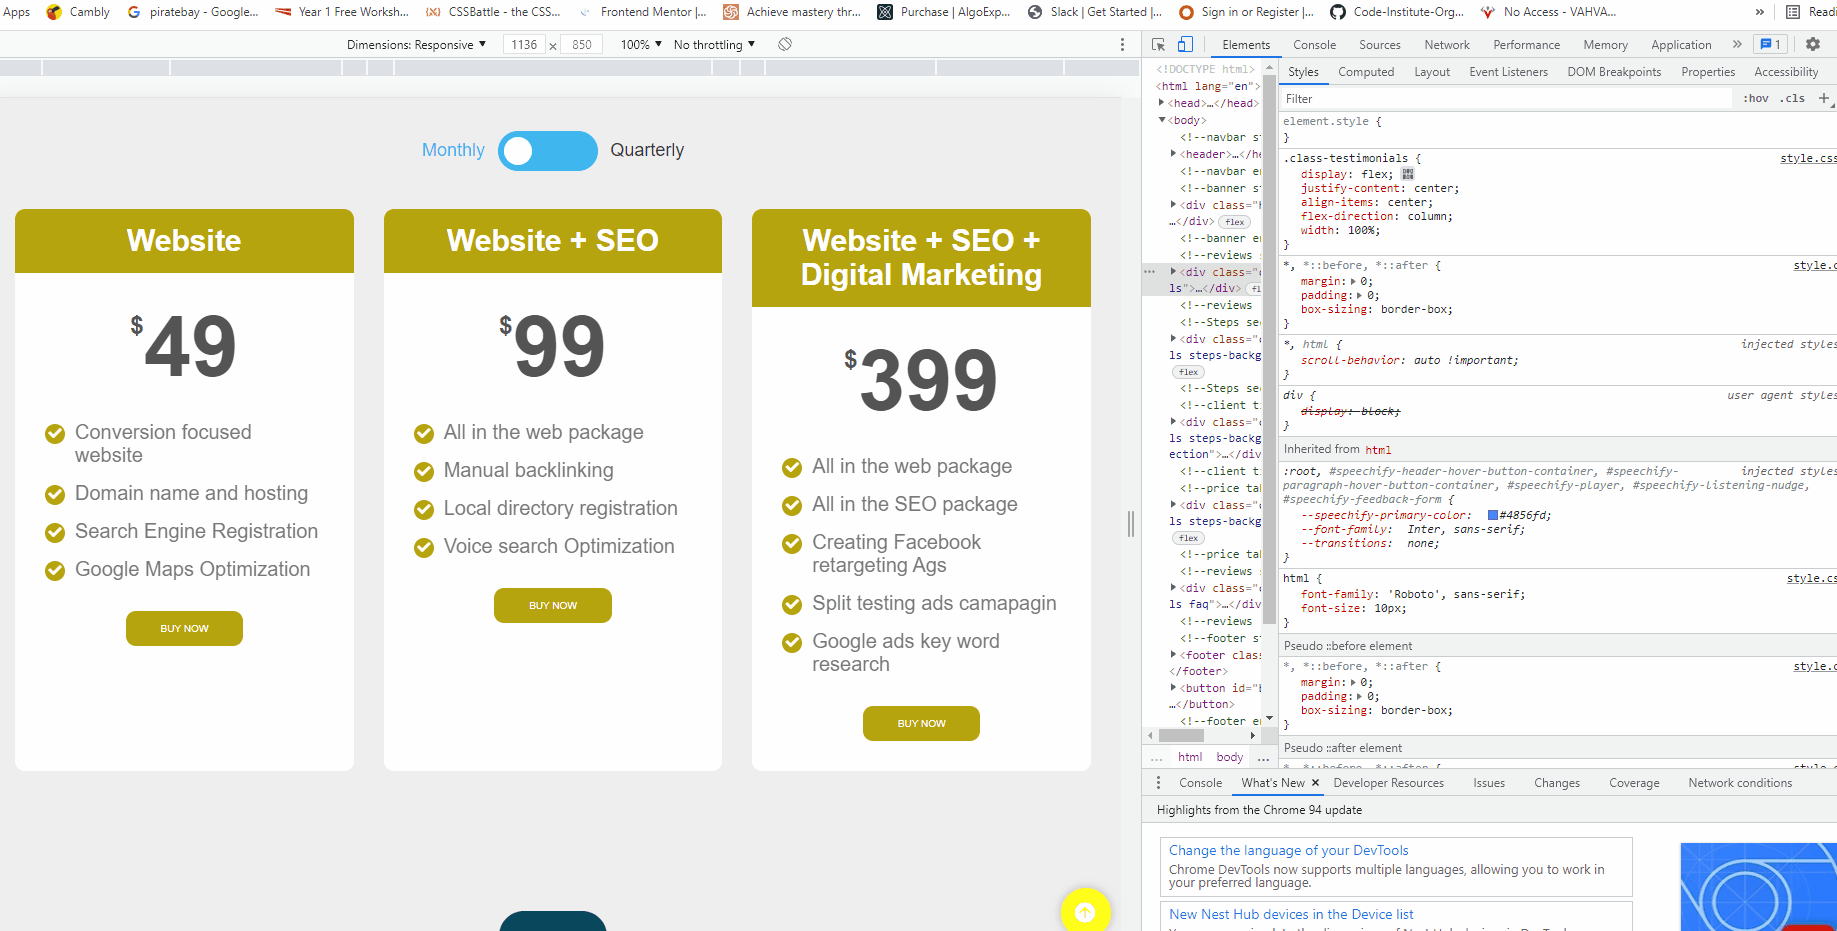 Apps Cambly piratebay - Google... Year 1 Free Worksh... CSSBattle - the CSS... Frontend Mentor |... Achieve mastery thr... Purchase | AlgoExp... Slack | Get Started |... Sign in or Register |... Code-Institute-Org... No Access - VAHVA... » Readi
Dimensions: Responsive ▼ 1136 × 850 100% ▼ No throttling ▼
Monthly Quarterly
Website
$49
Conversion focused
website
Domain name and hosting
Search Engine Registration
Google Maps Optimization
BUY NOW
Website + SEO
$99
All in the web package
Manual backlinking
Local directory registration
Voice search Optimization
BUY NOW
Website + SEO +
Digital Marketing
$399
All in the web package
All in the SEO package
Creating Facebook
retargeting Ags
Split testing ads camapagin
Google ads key word
research
BUY NOW
Elements Console Sources Network Performance Memory Application » 1
<!DOCTYPE html>
<html lang="en">
<head>…</head>
<body>
<!--navbar s
<header>…</he
<!--navbar e
<!--banner s
<div class="
…</div> flex
<!--banner e
<!--reviews
<div class="
ls">…</div>
<!--reviews
<!--Steps se
<div class="
ls steps-backg
flex
<!--Steps se
<!--client t
<div class="
ls steps-backg
ection">…</div
<!--client t
<!--price ta
<div class="
ls steps-backg
flex
<!--price ta
<!--reviews
<div class="
ls faq">…</div
<!--reviews
<!--footer s
<footer clas
</footer>
<button id="
…</button>
<!--footer e
... html body ...
Styles Computed Layout Event Listeners DOM Breakpoints Properties Accessibility
Filter :hov .cls +
element.style {
}
.class-testimonials { style.css
display: flex;
justify-content: center;
align-items: center;
flex-direction: column;
width: 100%;
}
*, *::before, *::after { style.c
margin: 0;
padding: 0;
box-sizing: border-box;
}
*, html { injected styles
scroll-behavior: auto !important;
}
div { user agent styles
display: block;
}
Inherited from html
:root, #speechify-header-hover-button-container, #speechify- injected styles
paragraph-hover-button-container, #speechify-player, #speechify-listening-nudge,
#speechify-feedback-form {
--speechify-primary-color: #4856fd;
--font-family: Inter, sans-serif;
--transitions: none;
}
html { style.cs
font-family: 'Roboto', sans-serif;
font-size: 10px;
}
Pseudo ::before element
*, *::before, *::after { style.c
margin: 0;
padding: 0;
box-sizing: border-box;
}
Pseudo ::after element
*, *::before, *::after { style.c
Console What's New × Developer Resources Issues Changes Coverage Network conditions
Highlights from the Chrome 94 update
Change the language of your DevTools
Chrome DevTools now supports multiple languages, allowing you to work in
your preferred language.
New Nest Hub devices in the Device list